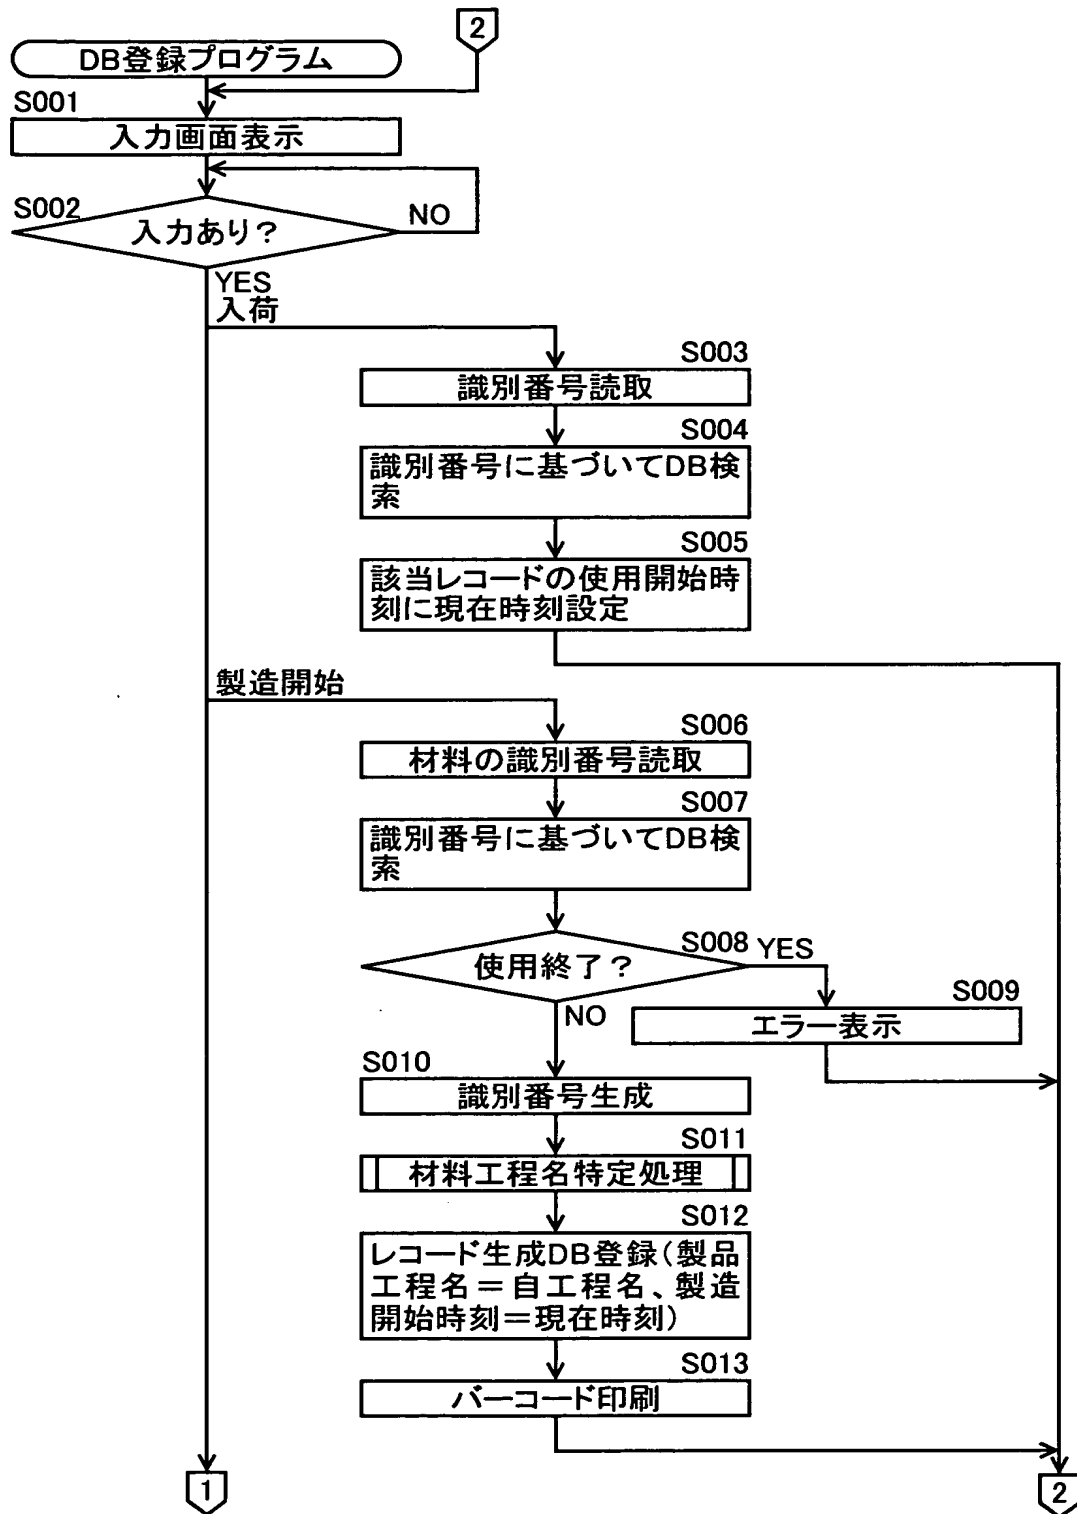 2
DB登録プログラム
S001
入力画面表示
S002
入力あり?
NO
YES
入荷
S003
識別番号読取
S004
識別番号に基づいてDB検
索
S005
該当レコードの使用開始時
刻に現在時刻設定
製造開始
S006
材料の識別番号読取
S007
識別番号に基づいてDB検
索
S008
使用終了?
YES
NO
S009
エラー表示
S010
識別番号生成
S011
材料工程名特定処理
S012
レコード生成DB登録(製品
工程名=自工程名、製造
開始時刻=現在時刻)
S013
バーコード印刷
1
2